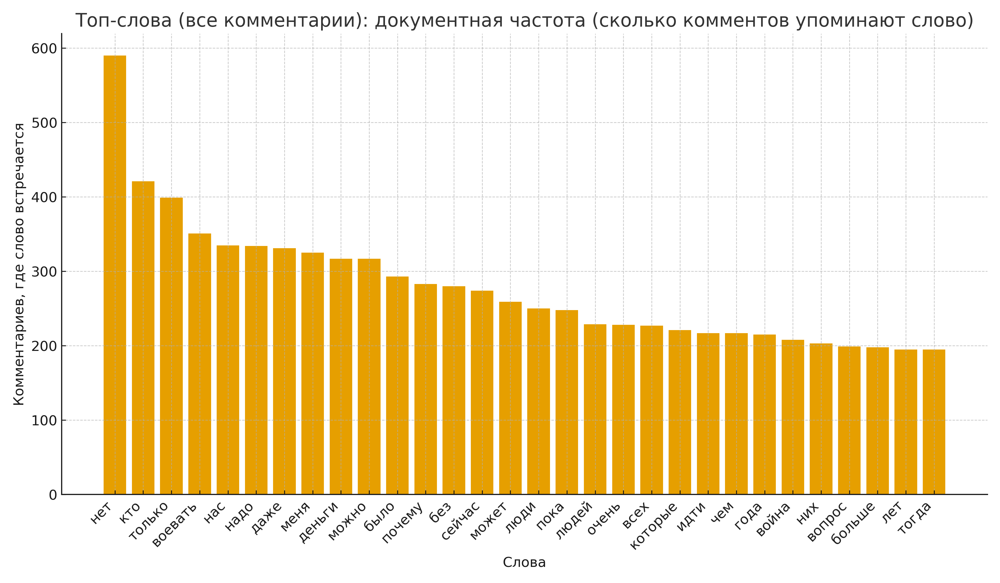 Топ-слова (все комментарии): документная частота (сколько комментов упоминают слово)
Комментариев, где слово встречается
600
500
400
300
200
100
0
нет
кто
только
воевать
нас
надо
даже
меня
деньги
можно
было
почему
без
сейчас
может
люди
пока
людей
очень
всех
которые
идти
чем
года
война
них
вопрос
больше
лет
тогда
Слова